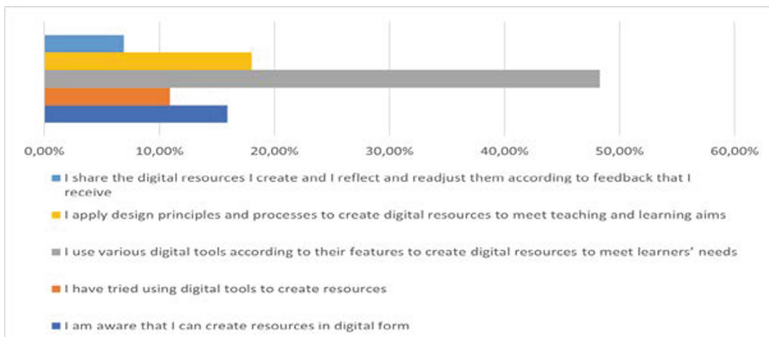 0,00% 10,00% 20,00% 30,00% 40,00% 50,00% 60,00%
I share the digital resources I create and I reflect and readjust them according to feedback that I
receive
I apply design principles and processes to create digital resources to meet teaching and learning aims
I use various digital tools according to their features to create digital resources to meet learners' needs
I have tried using digital tools to create resources
I am aware that I can create resources in digital form